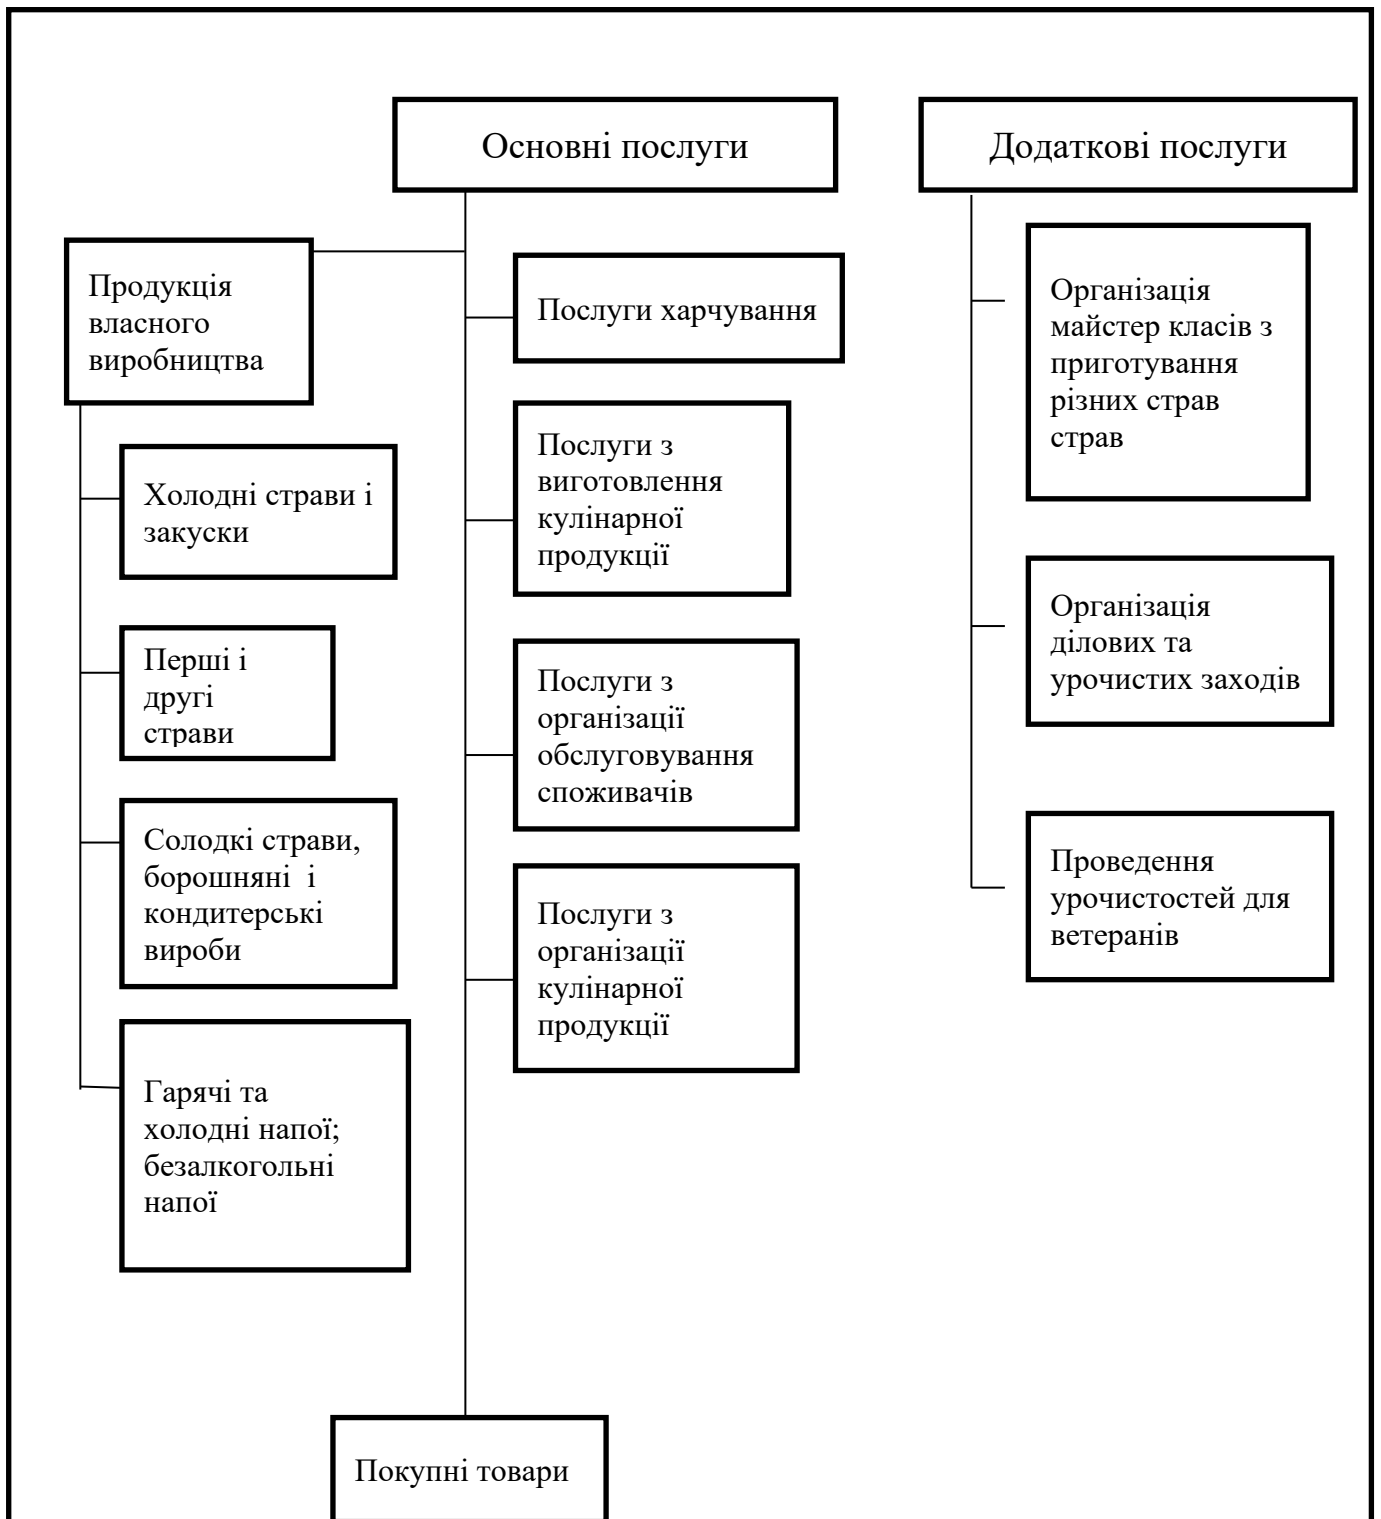 Основні послуги
Додаткові послуги
Продукція
власного
виробництва
Холодні страви і
закуски
Перші і
другі
страви
Солодкі страви,
борошняні  і
кондитерські
вироби
Гарячі та
холодні напої;
безалкогольні
напої
Послуги харчування
Послуги з
виготовлення
кулінарної
продукції
Послуги з
організації
обслуговування
споживачів
Послуги з
організації
кулінарної
продукції
Покупні товари
Організація
майстер класів з
приготування
різних страв
страв
Організація
ділових та
урочистих заходів
Проведення
урочистостей для
ветеранів